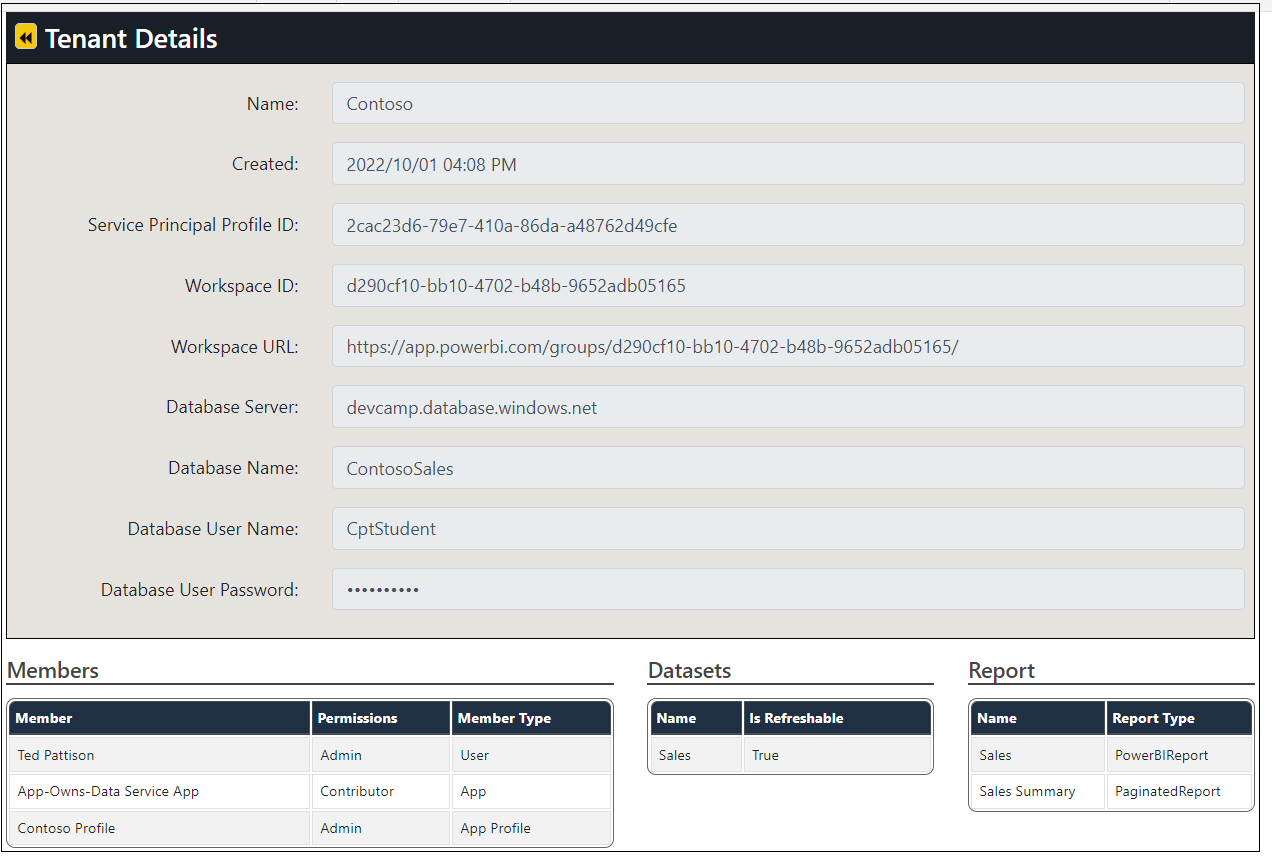 Tenant Details
Name: Contoso
Created: 2022/10/01 04:08 PM
Service Principal Profile ID: 2cac23d6-79e7-410a-86da-a48762d49cfe
Workspace ID: d290cf10-bb10-4702-b48b-9652adb05165
Workspace URL: https://app.powerbi.com/groups/d290cf10-bb10-4702-b48b-9652adb05165/
Database Server: devcamp.database.windows.net
Database Name: ContosoSales
Database User Name: CptStudent
Database User Password: ••••••••••
Members
Member Permissions Member Type
Ted Pattison Admin User
App-Owns-Data Service App Contributor App
Contoso Profile Admin App Profile
Datasets
Name Is Refreshable
Sales True
Report
Name Report Type
Sales PowerBIReport
Sales Summary PaginatedReport